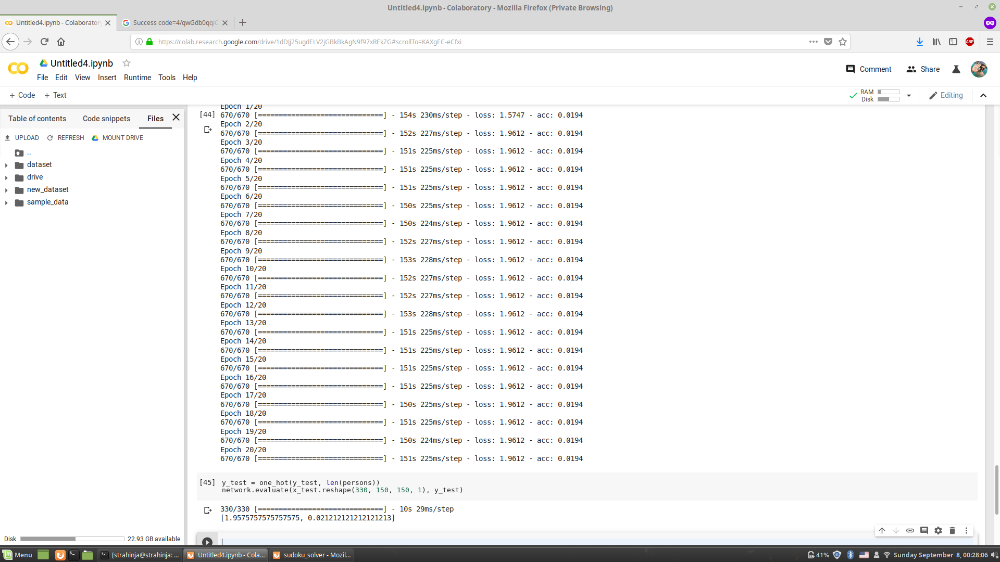 Untitled4.ipynb - Colaboratory - Mozilla Firefox (Private Browsing)
Untitled4.ipynb - Colaboratory
Success code=4/qwGdb0qqiC
https://colab.research.google.com/drive/1dDJj25ugdELV2jGBkBkAgN9f97xREkZG#scrollTo=KAXgEC-eCfxi
ABP
Untitled4.ipynb
File Edit View Insert Runtime Tools Help
Comment
Share
+ Code + Text
RAM
Disk
Editing
Table of contents
Code snippets
Files
UPLOAD
REFRESH
MOUNT DRIVE
..
dataset
drive
new_dataset
sample_data
Disk
22.93 GB available
Epoch 1/20
[44] 670/670 [==============================] - 154s 230ms/step - loss: 1.5747 - acc: 0.0194
Epoch 2/20
670/670 [==============================] - 152s 227ms/step - loss: 1.9612 - acc: 0.0194
Epoch 3/20
670/670 [==============================] - 151s 225ms/step - loss: 1.9612 - acc: 0.0194
Epoch 4/20
670/670 [==============================] - 151s 225ms/step - loss: 1.9612 - acc: 0.0194
Epoch 5/20
670/670 [==============================] - 151s 225ms/step - loss: 1.9612 - acc: 0.0194
Epoch 6/20
670/670 [==============================] - 150s 225ms/step - loss: 1.9612 - acc: 0.0194
Epoch 7/20
670/670 [==============================] - 150s 224ms/step - loss: 1.9612 - acc: 0.0194
Epoch 8/20
670/670 [==============================] - 152s 227ms/step - loss: 1.9612 - acc: 0.0194
Epoch 9/20
670/670 [==============================] - 153s 228ms/step - loss: 1.9612 - acc: 0.0194
Epoch 10/20
670/670 [==============================] - 152s 227ms/step - loss: 1.9612 - acc: 0.0194
Epoch 11/20
670/670 [==============================] - 152s 227ms/step - loss: 1.9612 - acc: 0.0194
Epoch 12/20
670/670 [==============================] - 153s 228ms/step - loss: 1.9612 - acc: 0.0194
Epoch 13/20
670/670 [==============================] - 151s 225ms/step - loss: 1.9612 - acc: 0.0194
Epoch 14/20
670/670 [==============================] - 151s 225ms/step - loss: 1.9612 - acc: 0.0194
Epoch 15/20
670/670 [==============================] - 151s 225ms/step - loss: 1.9612 - acc: 0.0194
Epoch 16/20
670/670 [==============================] - 151s 225ms/step - loss: 1.9612 - acc: 0.0194
Epoch 17/20
670/670 [==============================] - 150s 225ms/step - loss: 1.9612 - acc: 0.0194
Epoch 18/20
670/670 [==============================] - 151s 225ms/step - loss: 1.9612 - acc: 0.0194
Epoch 19/20
670/670 [==============================] - 150s 224ms/step - loss: 1.9612 - acc: 0.0194
Epoch 20/20
670/670 [==============================] - 151s 225ms/step - loss: 1.9612 - acc: 0.0194
[45] y_test = one_hot(y_test, len(persons))
network.evaluate(x_test.reshape(330, 150, 150, 1), y_test)
330/330 [==============================] - 10s 29ms/step
[1.9575757575757575, 0.021212121212121213]
Menu
[strahinja@strahinja: ...
Untitled4.ipynb - Cola...
sudoku_solver - Mozil...
41%
Sunday September 8, 00:28:06